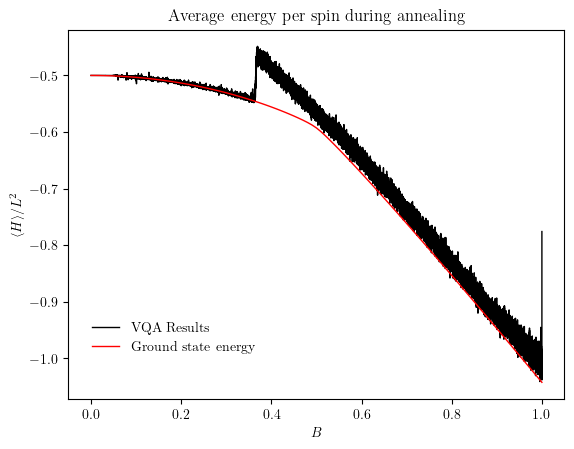 Average energy per spin during annealing
−0.5
−0.6
−0.7
−0.8
−0.9
−1.0
⟨H⟩/L²
VQA Results
Ground state energy
0.0 0.2 0.4 0.6 0.8 1.0
B